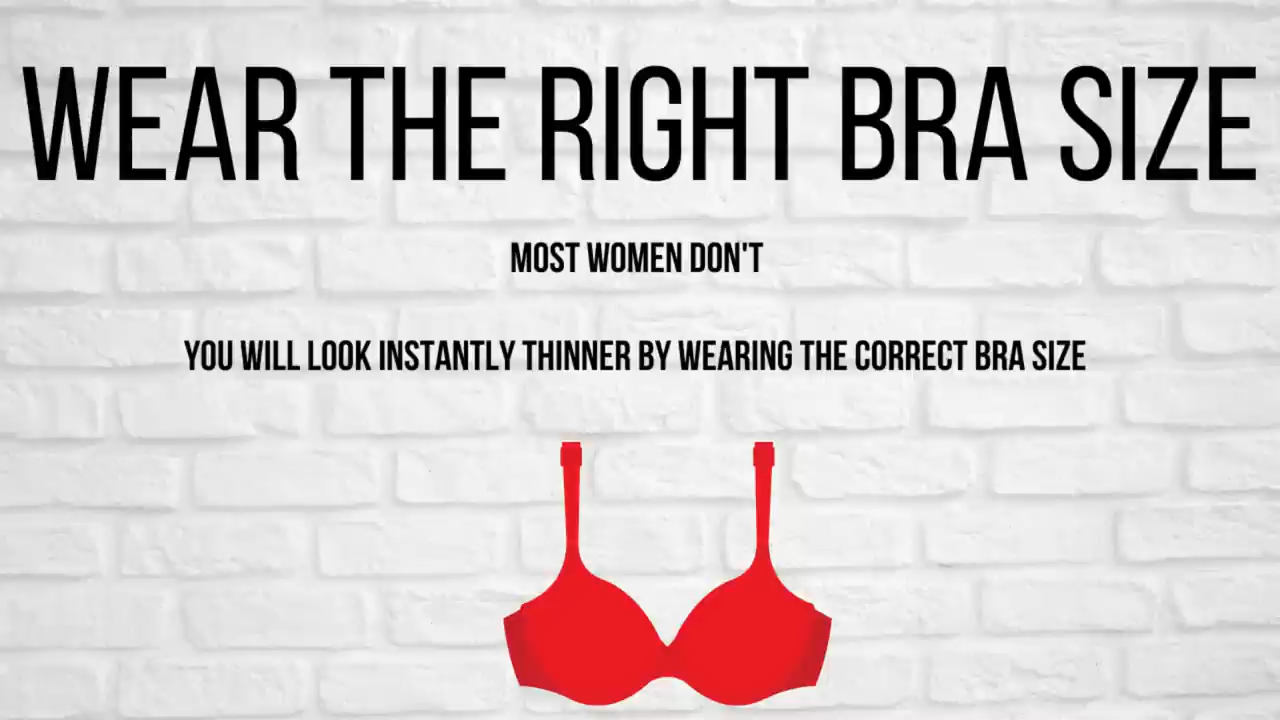 WEAR THE RIGHT BRA SIZE
MOST WOMEN DON'T
YOU WILL LOOK INSTANTLY THINNER BY WEARING THE CORRECT BRA SIZE